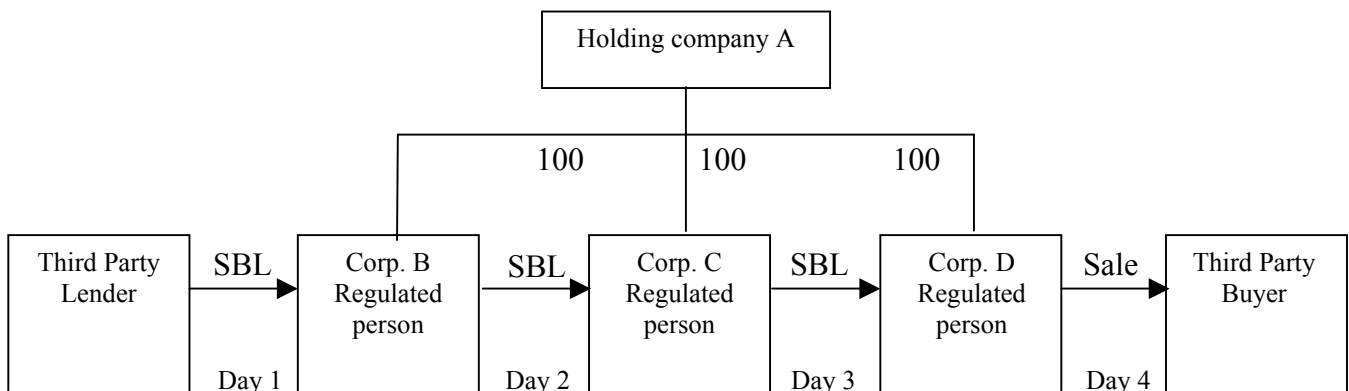 Holding company A
100 100 100
Third Party
Lender
SBL
Corp. B
Regulated
person
SBL
Corp. C
Regulated
person
SBL
Corp. D
Regulated
person
Sale
Third Party
Buyer
Day 1
Day 2
Day 3
Day 4